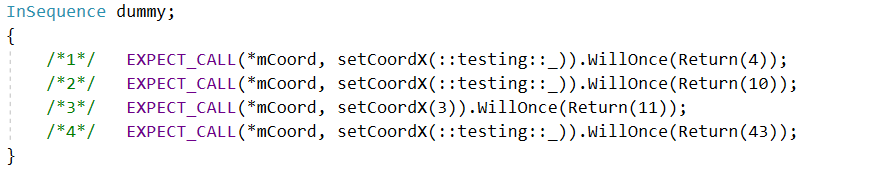 InSequence dummy;
{
/*1*/ EXPECT_CALL(*mCoord, setCoordX(::testing::_)).WillOnce(Return(4));
/*2*/ EXPECT_CALL(*mCoord, setCoordX(::testing::_)).WillOnce(Return(10));
/*3*/ EXPECT_CALL(*mCoord, setCoordX(3)).WillOnce(Return(11));
/*4*/ EXPECT_CALL(*mCoord, setCoordX(::testing::_)).WillOnce(Return(43));
}